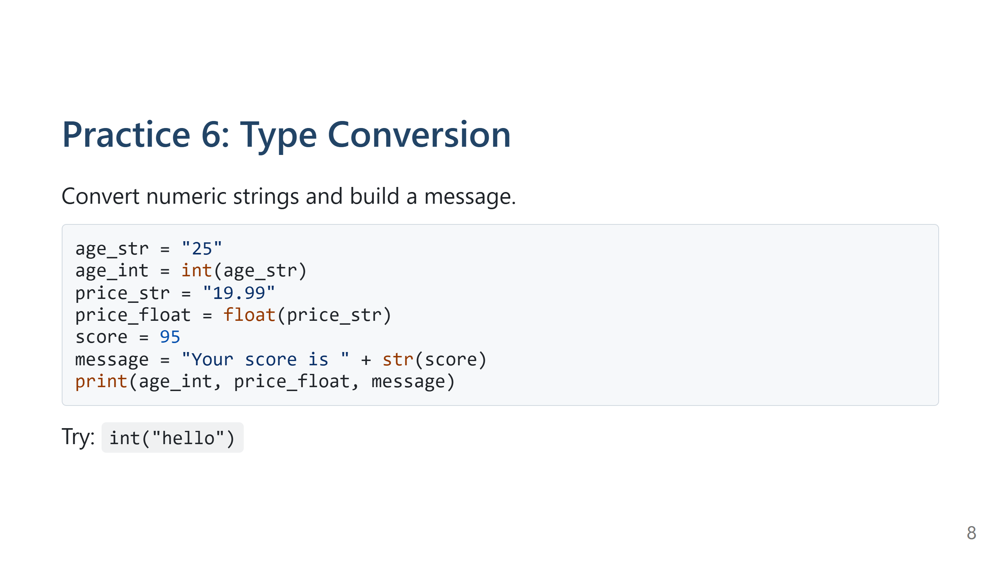 Practice 6: Type Conversion
Convert numeric strings and build a message.
age_str = "25"
age_int = int(age_str)
price_str = "19.99"
price_float = float(price_str)
score = 95
message = "Your score is " + str(score)
print(age_int, price_float, message)
Try: int("hello")
8